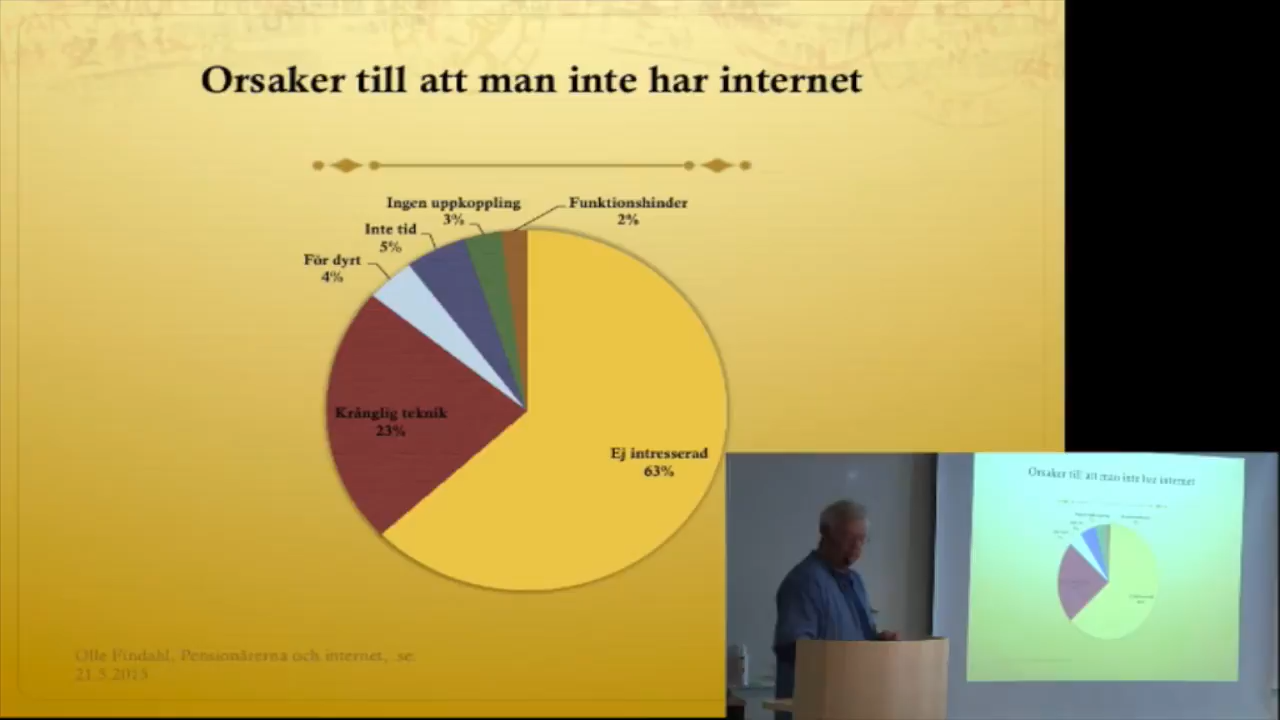 Orsaker till att man inte har internet
Ingen uppkoppling
3%
Funktionshinder
2%
Inte tid
5%
För dyrt
4%
Krånglig teknik
23%
Ej intresserad
63%
Olle Findahl, Pensionärerna och internet, .se.
21.5.2013
Orsaker till att man inte har internet